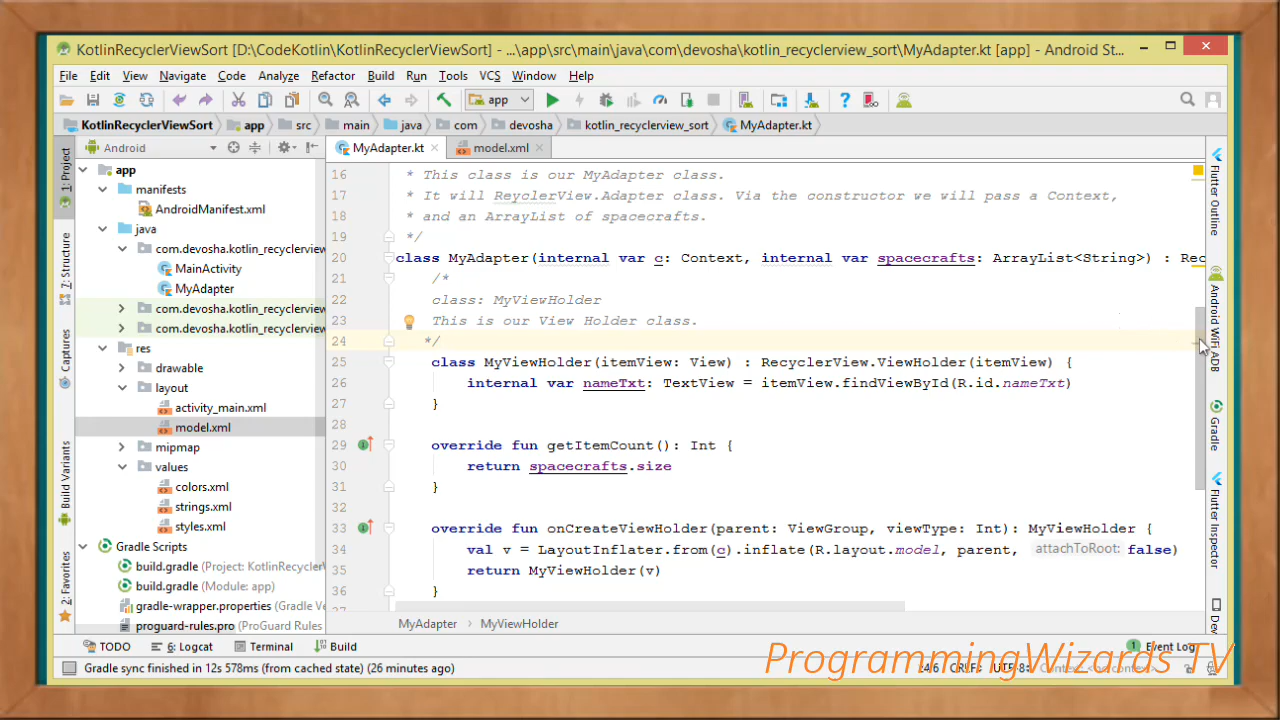 KotlinRecyclerViewSort [D:\CodeKotlin\KotlinRecyclerViewSort] - ...\app\src\main\java\com\devosha\kotlin_recyclerview_sort\MyAdapter.kt [app] - Android St...
File Edit View Navigate Code Analyze Refactor Build Run Tools VCS Window Help
app
KotlinRecyclerViewSort app src main java com devosha kotlin_recyclerview_sort MyAdapter.kt
Android
MyAdapter.kt model.xml
1: Project
7: Structure
Captures
Build Variants
2: Favorites
app
manifests
AndroidManifest.xml
java
com.devosha.kotlin_recyclerview
MainActivity
MyAdapter
com.devosha.kotlin_recyclerview
com.devosha.kotlin_recyclerview
res
drawable
layout
activity_main.xml
model.xml
mipmap
values
colors.xml
strings.xml
styles.xml
Gradle Scripts
build.gradle (Project: KotlinRecyclerV
build.gradle (Module: app)
gradle-wrapper.properties (Gradle Ve
proguard-rules.pro (ProGuard Rules
16 * This class is our MyAdapter class.
17 * It will ReyclerView.Adapter class. Via the constructor we will pass a Context,
18 * and an ArrayList of spacecrafts.
19 */
20 class MyAdapter(internal var c: Context, internal var spacecrafts: ArrayList<String>) : Rec
21 /*
22 class: MyViewHolder
23 This is our View Holder class.
24 */
25 class MyViewHolder(itemView: View) : RecyclerView.ViewHolder(itemView) {
26 internal var nameTxt: TextView = itemView.findViewById(R.id.nameTxt)
27 }
28
29 override fun getItemCount(): Int {
30 return spacecrafts.size
31 }
32
33 override fun onCreateViewHolder(parent: ViewGroup, viewType: Int): MyViewHolder {
34 val v = LayoutInflater.from(c).inflate(R.layout.model, parent, attachToRoot: false)
35 return MyViewHolder(v)
36 }
MyAdapter MyViewHolder
Flutter Outline
Android WiFi ADB
Gradle
Flutter Inspector
TODO 6: Logcat Terminal Build 1 Event Log
Gradle sync finished in 12s 578ms (from cached state) (26 minutes ago)
ProgrammingWizards TV